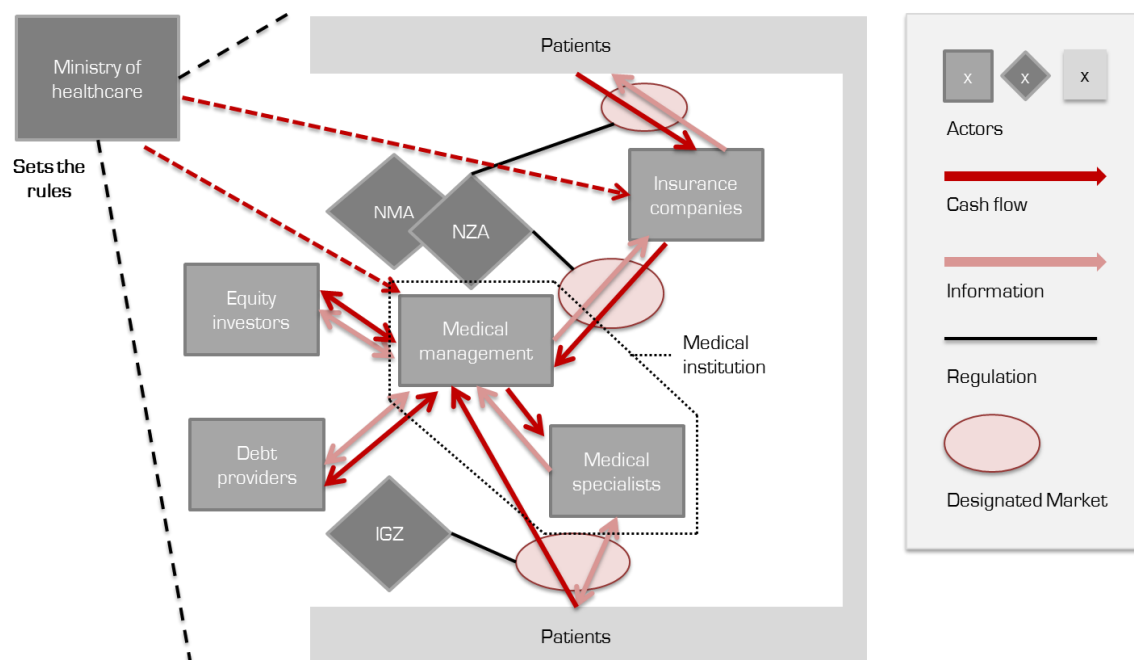 Patients
Ministry of
healthcare
x
x
x
Actors
Sets the
rules
Insurance
companies
NMA
NZA
Cash flow
Equity
investors
Information
Medical
management
Medical
institution
Regulation
Debt
providers
Medical
specialists
Designated Market
IGZ
Patients